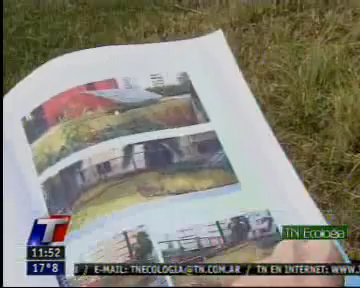 TN Ecología
T
11:52
17°8
/ E-MAIL: TNECOLOGIA@TN.COM.AR / TN EN INTERNET: WWW.